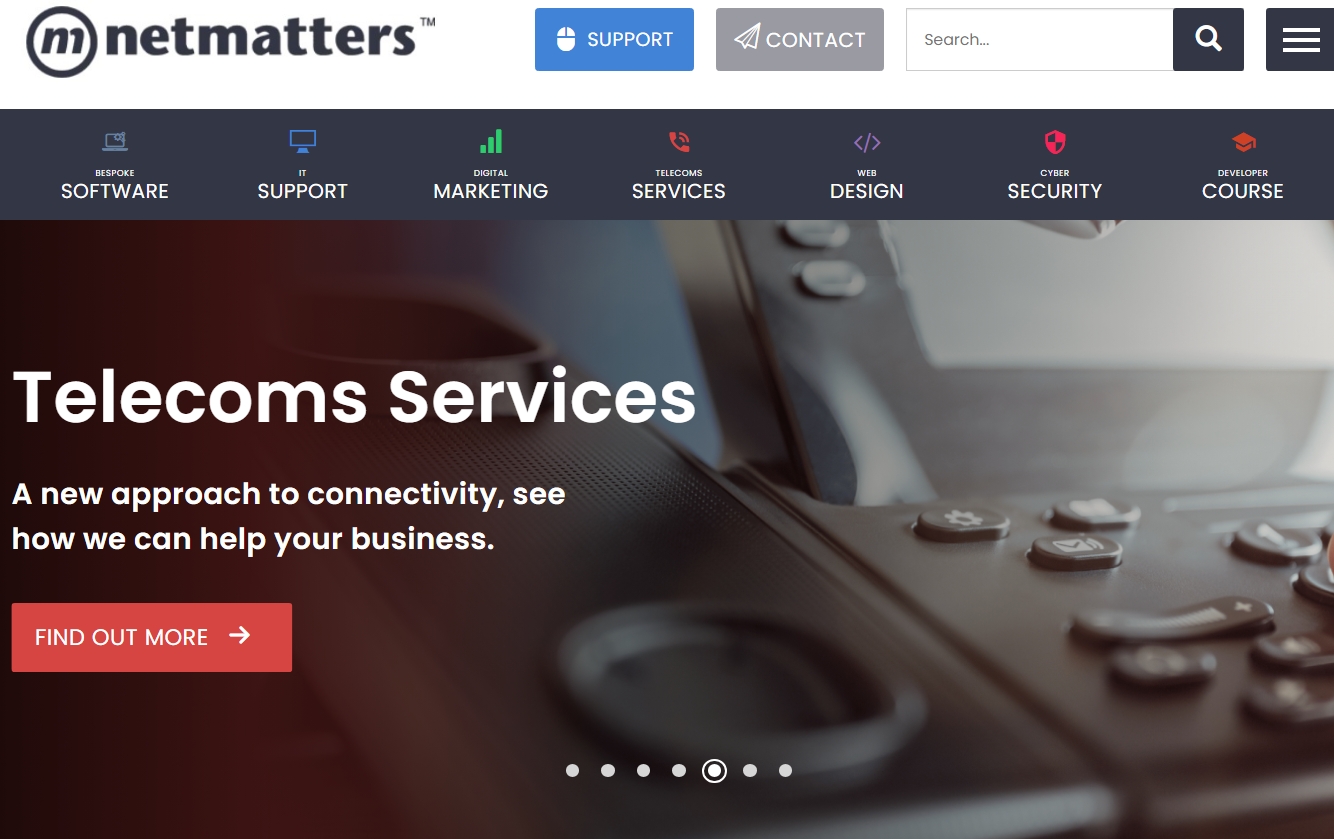 m netmatters™
SUPPORT
CONTACT
Search...
BESPOKE
SOFTWARE
IT
SUPPORT
DIGITAL
MARKETING
TELECOMS
SERVICES
WEB
DESIGN
CYBER
SECURITY
DEVELOPER
COURSE
Telecoms Services
A new approach to connectivity, see
how we can help your business.
FIND OUT MORE